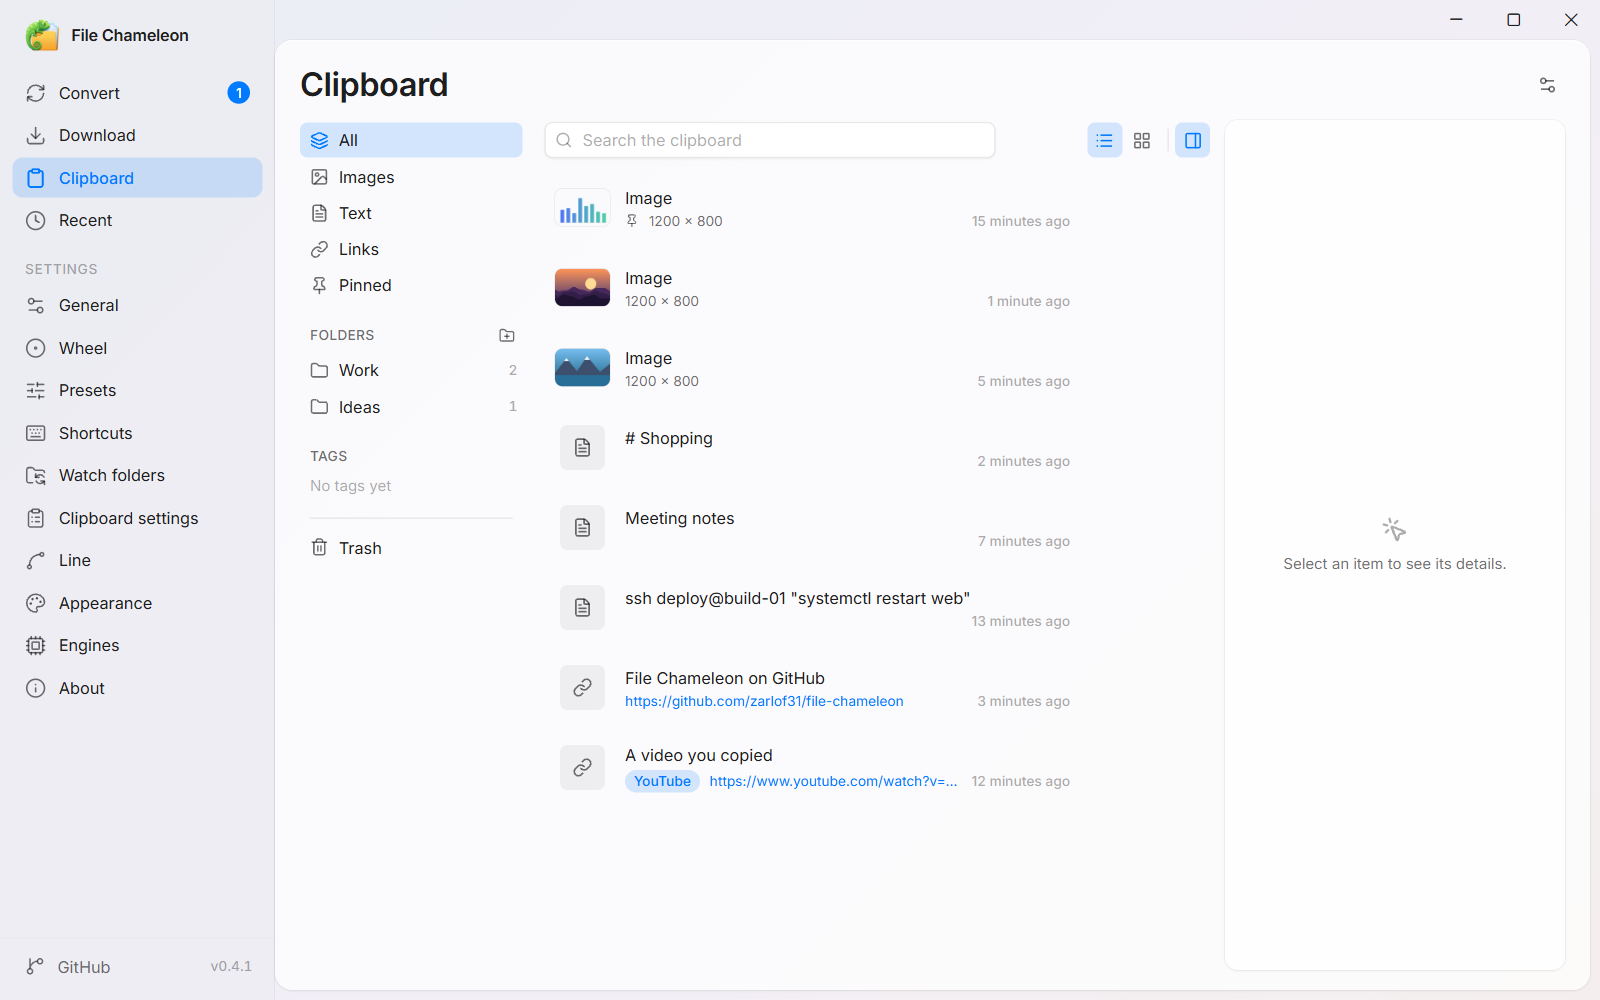 File Chameleon
Convert
1
Download
Clipboard
Recent
SETTINGS
General
Wheel
Presets
Shortcuts
Watch folders
Clipboard settings
Line
Appearance
Engines
About
GitHub
v0.4.1
Clipboard
All
Images
Text
Links
Pinned
FOLDERS
Work
2
Ideas
1
TAGS
No tags yet
Trash
Search the clipboard
Image
1200 × 800
15 minutes ago
Image
1200 × 800
1 minute ago
Image
1200 × 800
5 minutes ago
# Shopping
2 minutes ago
Meeting notes
7 minutes ago
ssh deploy@build-01 "systemctl restart web"
13 minutes ago
File Chameleon on GitHub
https://github.com/zarlof31/file-chameleon
3 minutes ago
A video you copied
YouTube
https://www.youtube.com/watch?v=...
12 minutes ago
Select an item to see its details.